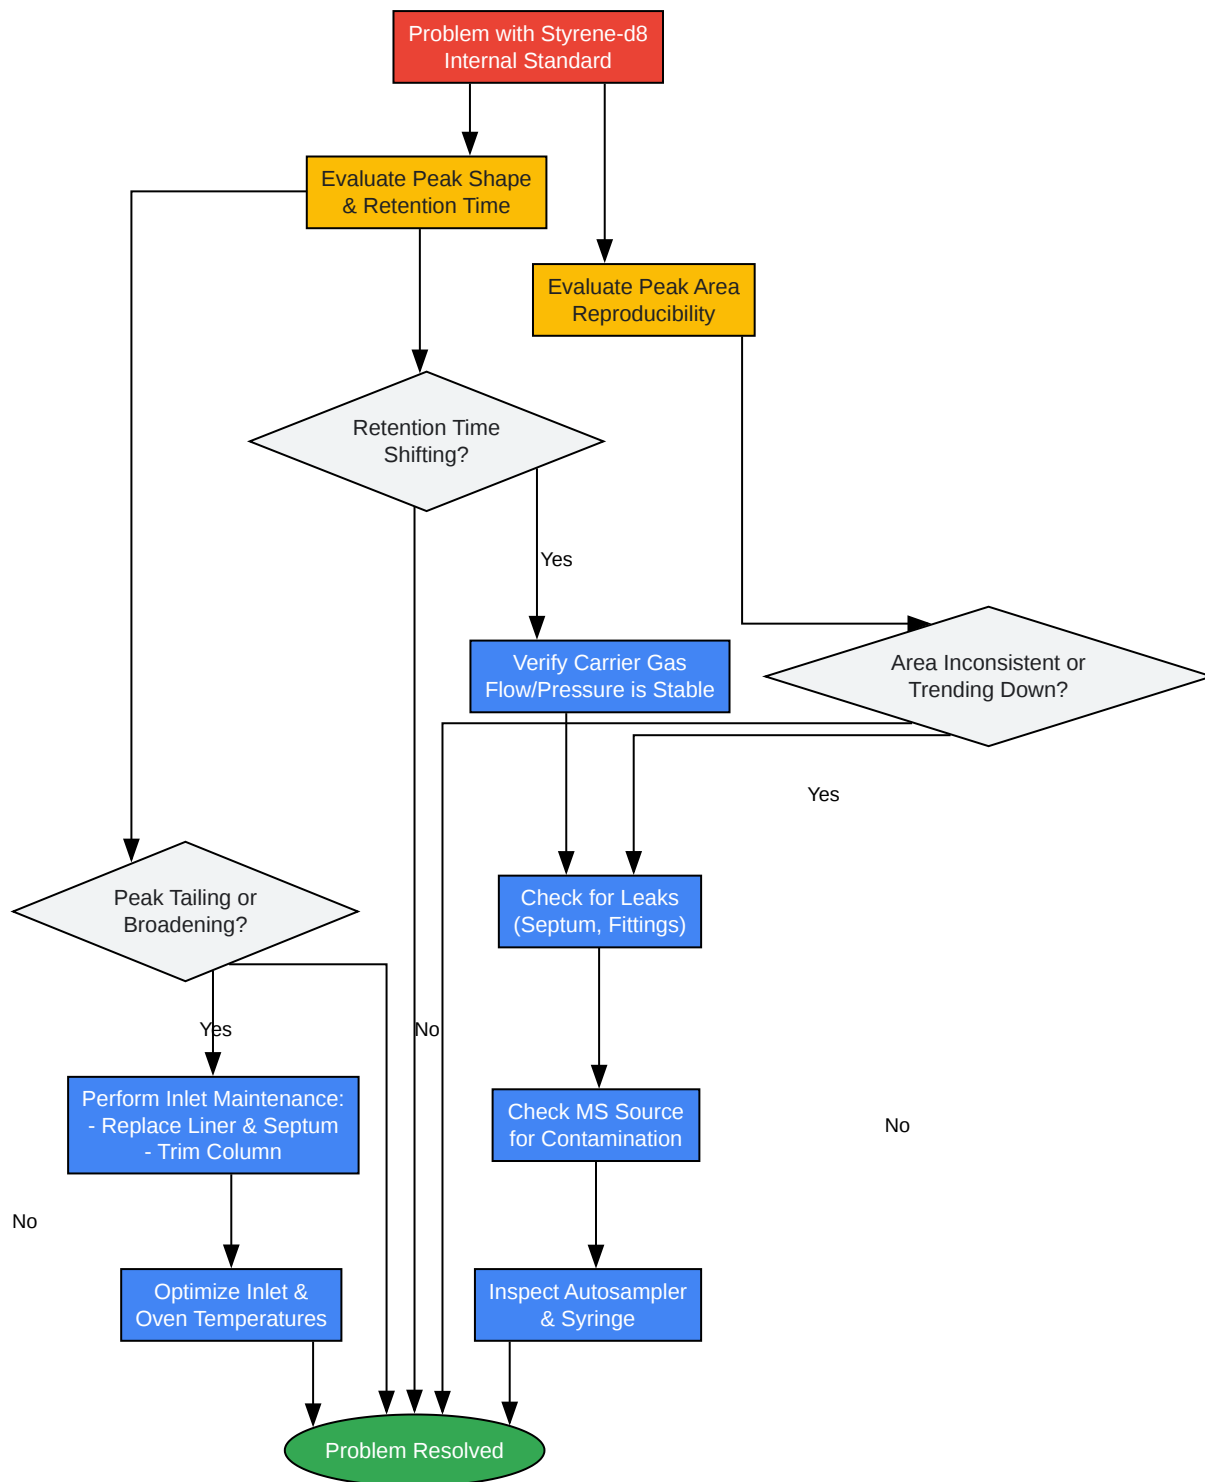 Problem with Styrene-d8
Internal Standard
Evaluate Peak Shape
& Retention Time
Evaluate Peak Area
Reproducibility
Retention Time
Shifting?
Yes
Verify Carrier Gas
Flow/Pressure is Stable
Area Inconsistent or
Trending Down?
Yes
Peak Tailing or
Broadening?
Check for Leaks
(Septum, Fittings)
Yes
No
Perform Inlet Maintenance:
- Replace Liner & Septum
- Trim Column
Check MS Source
for Contamination
No
No
Optimize Inlet &
Oven Temperatures
Inspect Autosampler
& Syringe
Problem Resolved